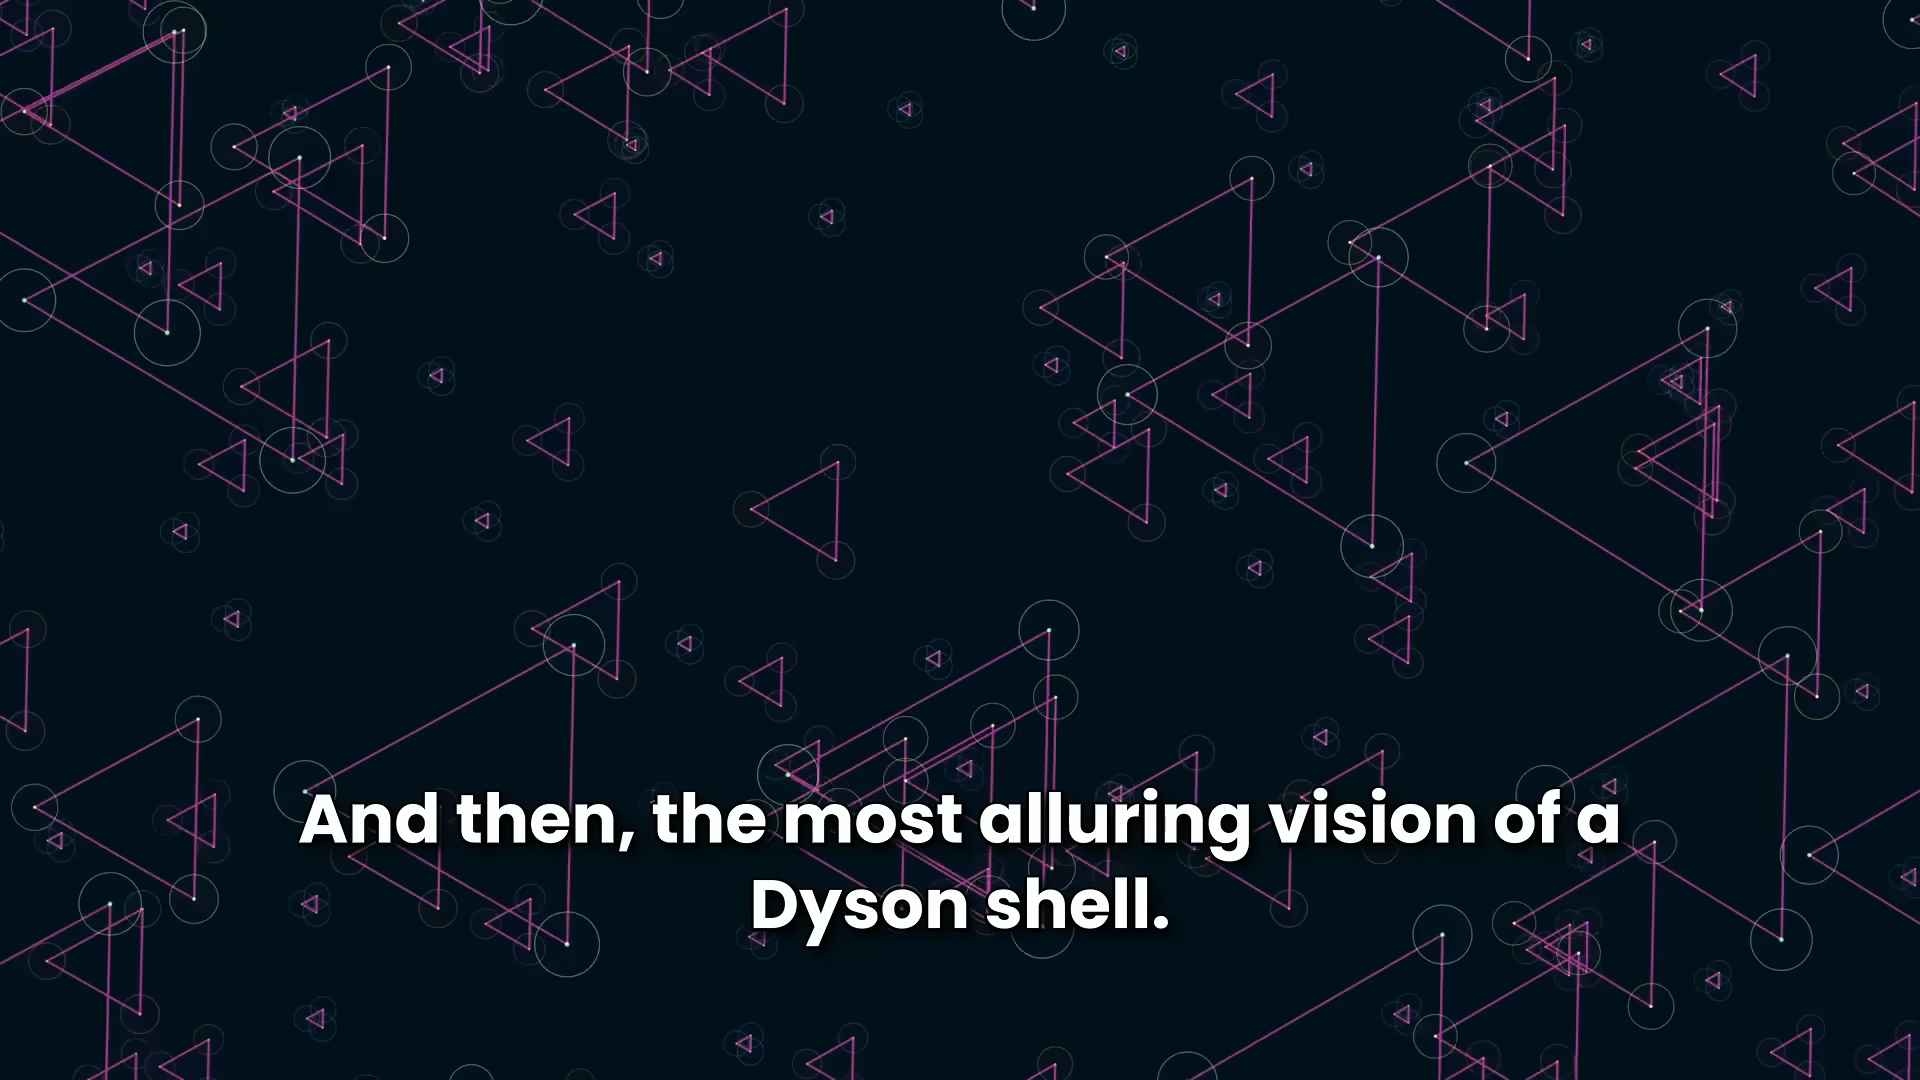 And then, the most alluring vision of a
Dyson shell.